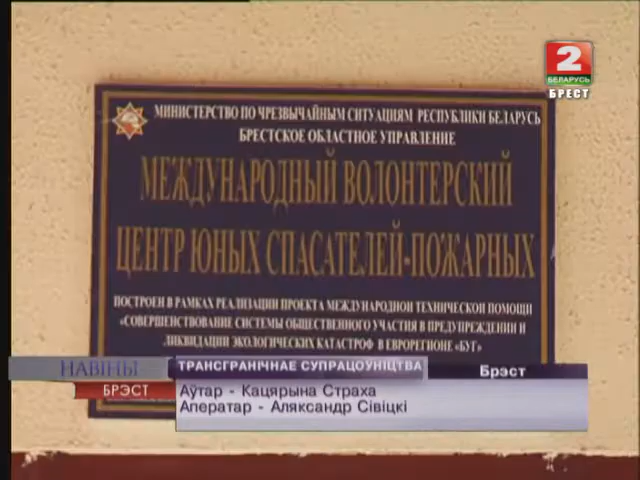 2
БЕЛАРУСЬ
БРЕСТ
МИНИСТЕРСТВО ПО ЧРЕЗВЫЧАЙНЫМ СИТУАЦИЯМ РЕСПУБЛИКИ БЕЛАРУСЬ
БРЕСТСКОЕ ОБЛАСТНОЕ УПРАВЛЕНИЕ
МЕЖДУНАРОДНЫЙ ВОЛОНТЕРСКИЙ
ЦЕНТР ЮНЫХ СПАСАТЕЛЕЙ-ПОЖАРНЫХ
ПОСТРОЕН В РАМКАХ РЕАЛИЗАЦИИ ПРОЕКТА МЕЖДУНАРОДНОЙ ТЕХНИЧЕСКОЙ ПОМОЩИ
«СОВЕРШЕНСТВОВАНИЕ СИСТЕМЫ ОБЩЕСТВЕННОГО УЧАСТИЯ В ПРЕДУПРЕЖДЕНИИ И
ЛИКВИДАЦИИ ЭКОЛОГИЧЕСКИХ КАТАСТРОФ В ЕВРОРЕГИОНЕ «БУГ»
НАВІНЫ
БРЭСТ
ТРАНСГРАНІЧНАЕ СУПРАЦОЎНІЦТВА
Брэст
Аўтар - Кацярына Страха
Аператар - Аляксандр Сівіцкі